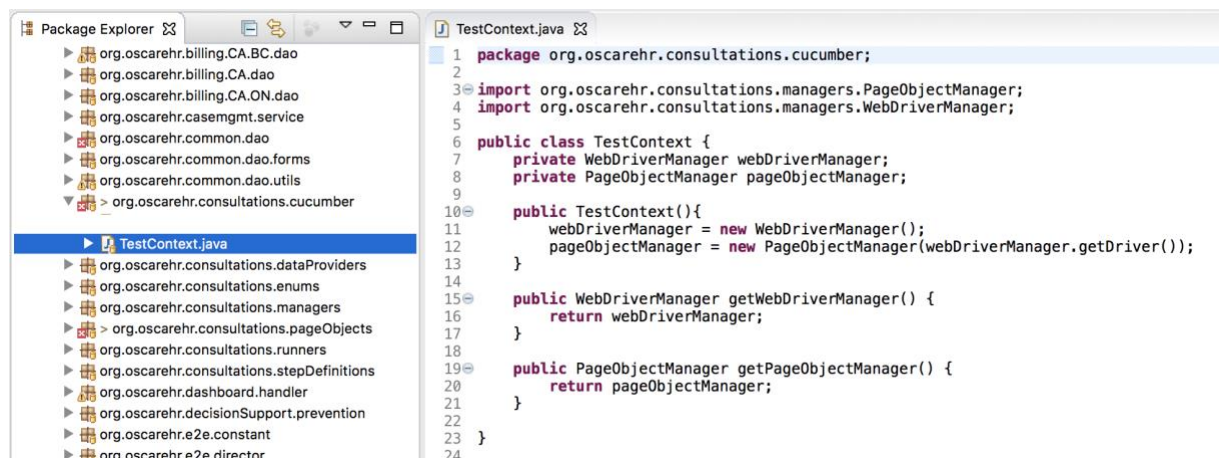 Package Explorer
org.oscarehr.billing.CA.BC.dao
org.oscarehr.billing.CA.dao
org.oscarehr.billing.CA.ON.dao
org.oscarehr.casemgmt.service
org.oscarehr.common.dao
org.oscarehr.common.dao.forms
org.oscarehr.common.dao.utils
> org.oscarehr.consultations.cucumber
TestContext.java
org.oscarehr.consultations.dataProviders
org.oscarehr.consultations.enums
org.oscarehr.consultations.managers
> org.oscarehr.consultations.pageObjects
org.oscarehr.consultations.runners
org.oscarehr.consultations.stepDefinitions
org.oscarehr.dashboard.handler
org.oscarehr.decisionSupport.prevention
org.oscarehr.e2e.constant
org.oscarehr.e2e.director
TestContext.java
1 package org.oscarehr.consultations.cucumber;
2
3 import org.oscarehr.consultations.managers.PageObjectManager;
4 import org.oscarehr.consultations.managers.WebDriverManager;
5
6 public class TestContext {
7     private WebDriverManager webDriverManager;
8     private PageObjectManager pageObjectManager;
9
10     public TestContext(){
11         webDriverManager = new WebDriverManager();
12         pageObjectManager = new PageObjectManager(webDriverManager.getDriver());
13     }
14
15     public WebDriverManager getWebDriverManager() {
16         return webDriverManager;
17     }
18
19     public PageObjectManager getPageObjectManager() {
20         return pageObjectManager;
21     }
22
23 }
24